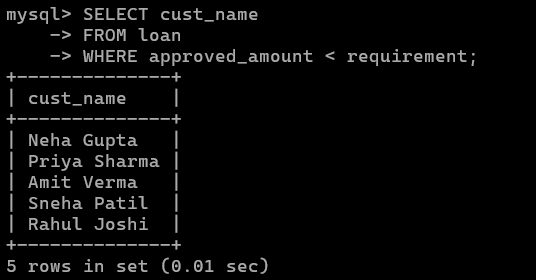 mysql> SELECT cust_name
    -> FROM loan
    -> WHERE approved_amount < requirement;
+--------------+
| cust_name    |
+--------------+
| Neha Gupta   |
| Priya Sharma |
| Amit Verma   |
| Sneha Patil  |
| Rahul Joshi  |
+--------------+
5 rows in set (0.01 sec)